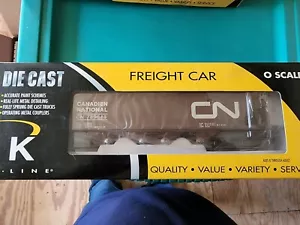 DIE CAST
FREIGHT CAR
O SCALE
• ACCURATE PAINT SCHEMES
• REAL-LIFE METAL DETAILING
• FULLY SPRUNG DIE CAST TRUCKS
• OPERATING METAL COUPLERS
CANADIAN
NATIONAL
CN
K
LINE
QUALITY • VALUE • VARIETY • SERV